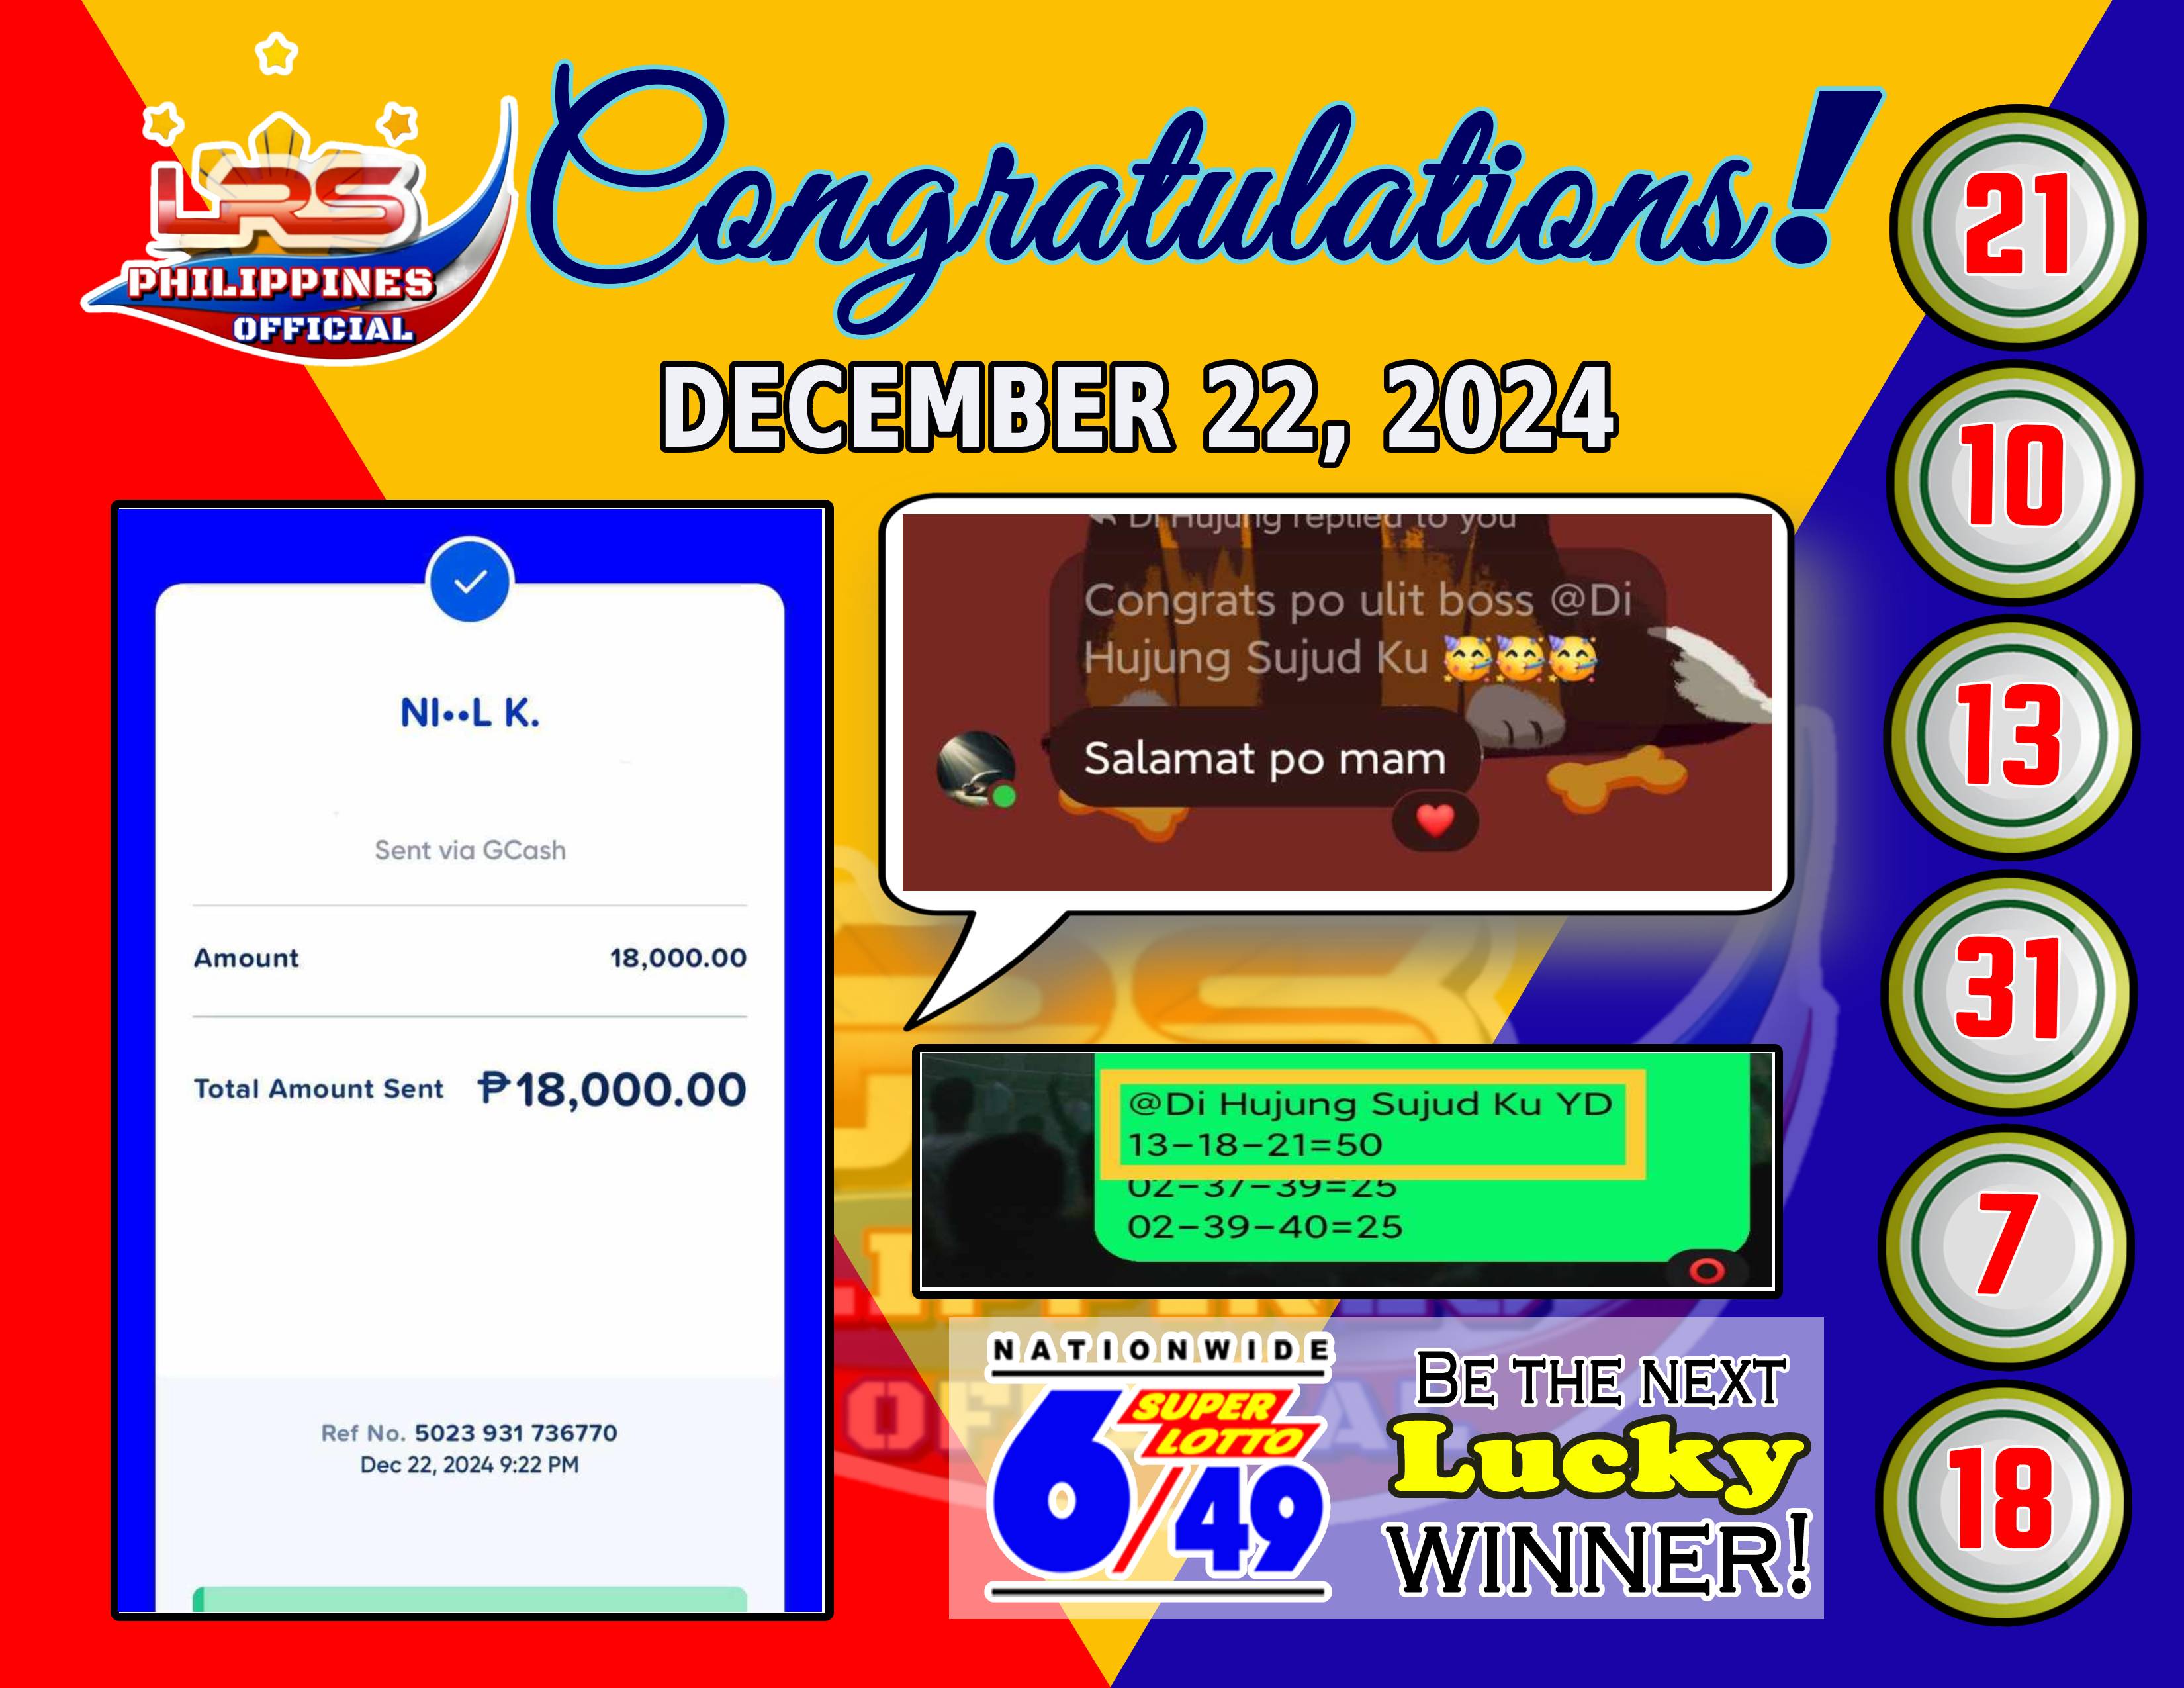 LRS
PHILIPPINES
OFFICIAL
Congratulations!
DECEMBER 22, 2024
NI••L K.
Sent via GCash
Amount 18,000.00
Total Amount Sent ₱18,000.00
Ref No. 5023 931 736770
Dec 22, 2024 9:22 PM
Di Hujung replied to you
Congrats po ulit boss @Di
Hujung Sujud Ku 🥳🥳🥳
Salamat po mam
@Di Hujung Sujud Ku YD
13-18-21=50
02-37-39=25
02-39-40=25
NATIONWIDE
SUPER
LOTTO
6/49
BE THE NEXT
Lucky
WINNER!
21
10
13
31
7
18